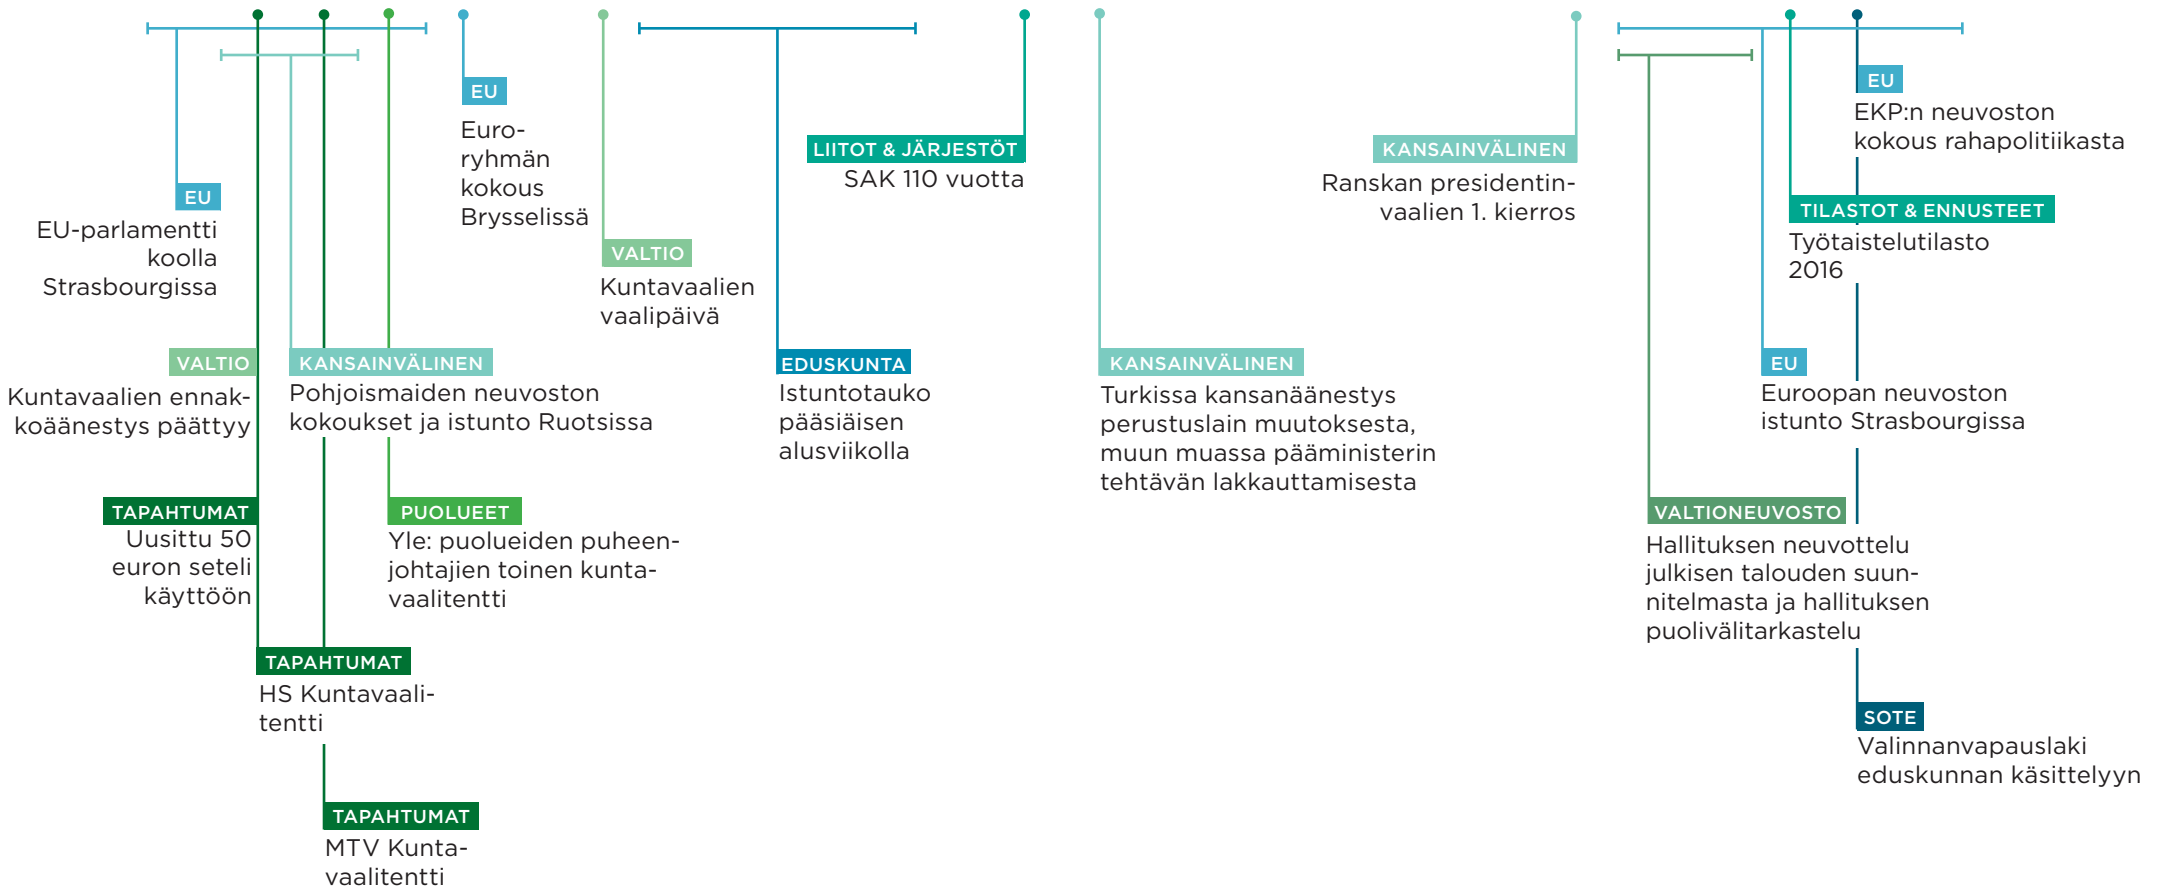 EU
EU-parlamentti
koolla
Strasbourgissa
VALTIO
Kuntavaalien ennak-
koäänestys päättyy
TAPAHTUMAT
Uusittu 50
euron seteli
käyttöön
TAPAHTUMAT
HS Kuntavaali-
tentti
TAPAHTUMAT
MTV Kunta-
vaalitentti
KANSAINVÄLINEN
Pohjoismaiden neuvoston
kokoukset ja istunto Ruotsissa
PUOLUEET
Yle: puolueiden puheen-
johtajien toinen kunta-
vaalitentti
EU
Euro-
ryhmän
kokous
Brysselissä
VALTIO
Kuntavaalien
vaalipäivä
EDUSKUNTA
Istuntotauko
pääsiäisen
alusviikolla
LIITOT & JÄRJESTÖT
SAK 110 vuotta
KANSAINVÄLINEN
Turkissa kansanäänestys
perustuslain muutoksesta,
muun muassa pääministerin
tehtävän lakkauttamisesta
KANSAINVÄLINEN
Ranskan presidentin-
vaalien 1. kierros
VALTIONEUVOSTO
Hallituksen neuvottelu
julkisen talouden suun-
nitelmasta ja hallituksen
puolivälitarkastelu
EU
Euroopan neuvoston
istunto Strasbourgissa
TILASTOT & ENNUSTEET
Työtaistelutilasto
2016
EU
EKP:n neuvoston
kokous rahapolitiikasta
SOTE
Valinnanvapauslaki
eduskunnan käsittelyyn